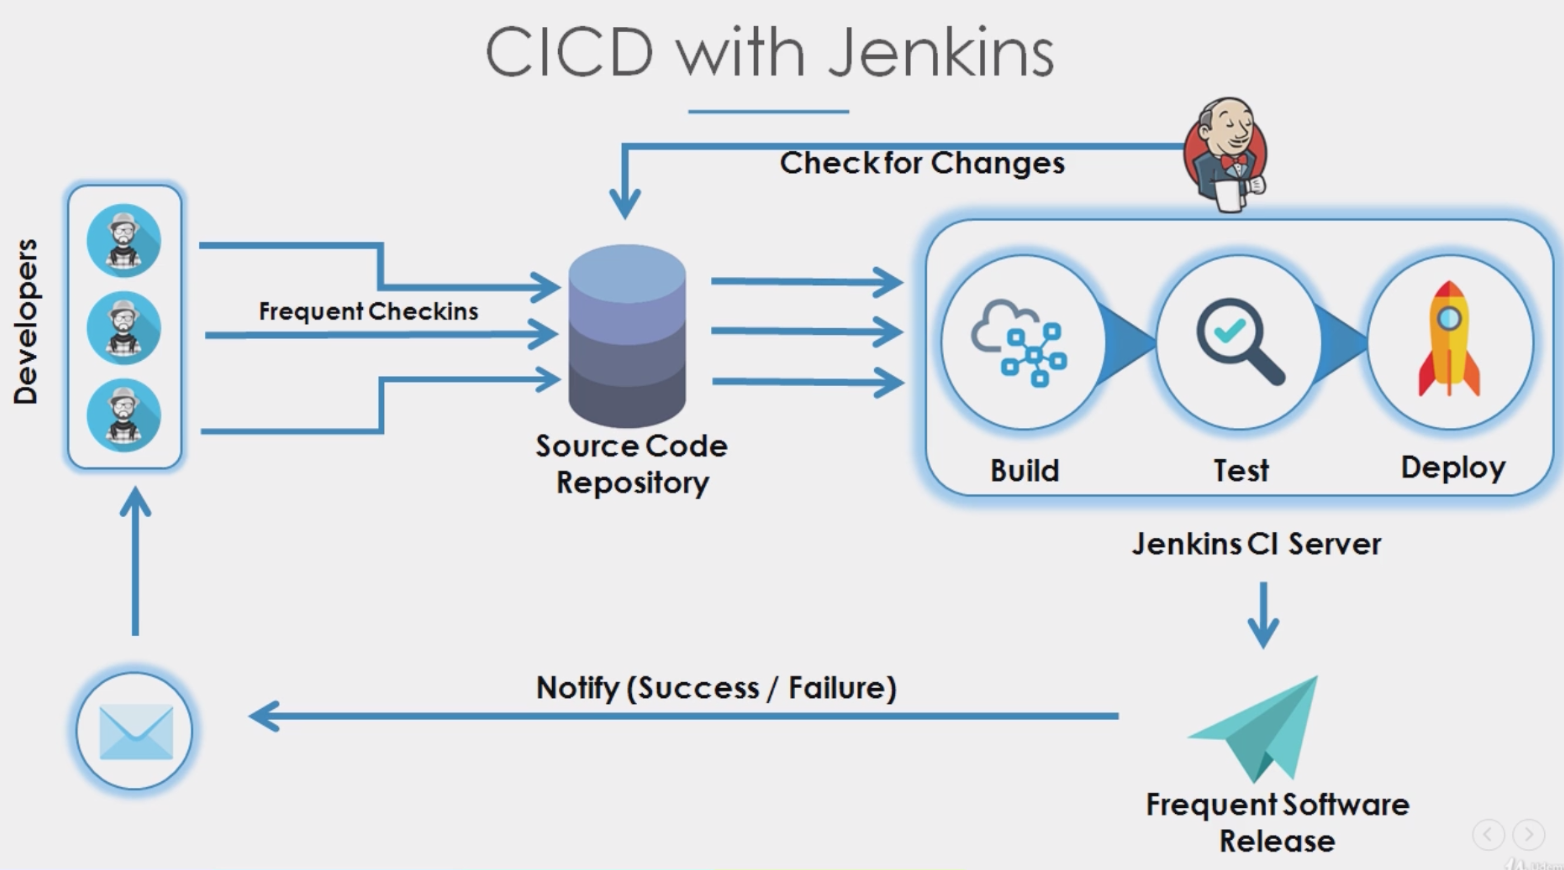 CICD with Jenkins
Check for Changes
Developers
Frequent Checkins
Source Code
Repository
Build
Test
Deploy
Jenkins CI Server
Notify (Success / Failure)
Frequent Software
Release